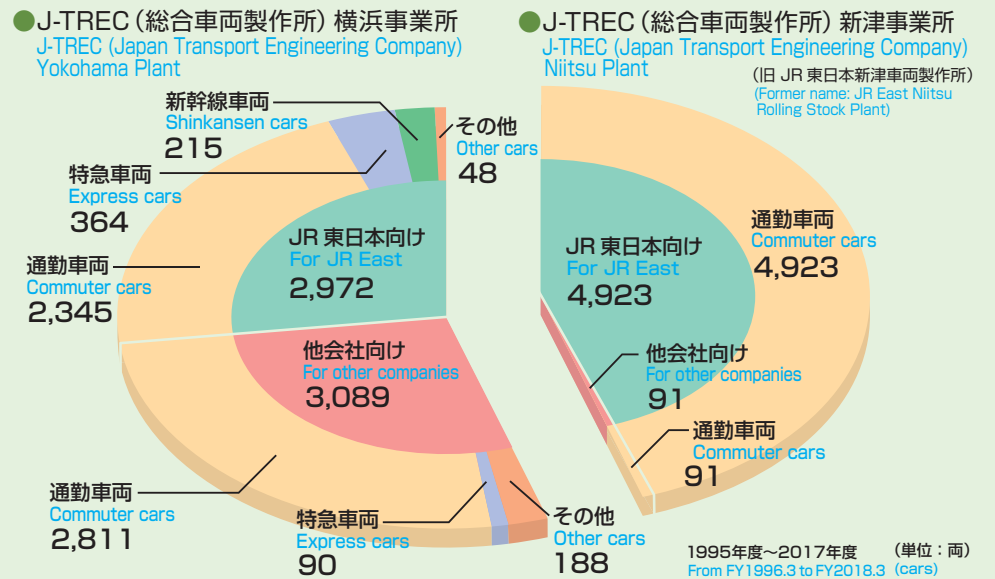 ●J-TREC（総合車両製作所）横浜事業所
J-TREC (Japan Transport Engineering Company)
Yokohama Plant
新幹線車両
Shinkansen cars
215
その他
Other cars
48
特急車両
Express cars
364
JR 東日本向け
For JR East
2,972
通勤車両
Commuter cars
2,345
他会社向け
For other companies
3,089
通勤車両
Commuter cars
2,811
特急車両
Express cars
90
その他
Other cars
188
●J-TREC（総合車両製作所）新津事業所
J-TREC (Japan Transport Engineering Company)
Niitsu Plant
（旧 JR 東日本新津車両製作所）
(Former name: JR East Niitsu
Rolling Stock Plant)
通勤車両
Commuter cars
4,923
JR 東日本向け
For JR East
4,923
他会社向け
For other companies
91
通勤車両
Commuter cars
91
1995年度～2017年度 （単位：両）
From FY1996.3 to FY2018.3 (cars)